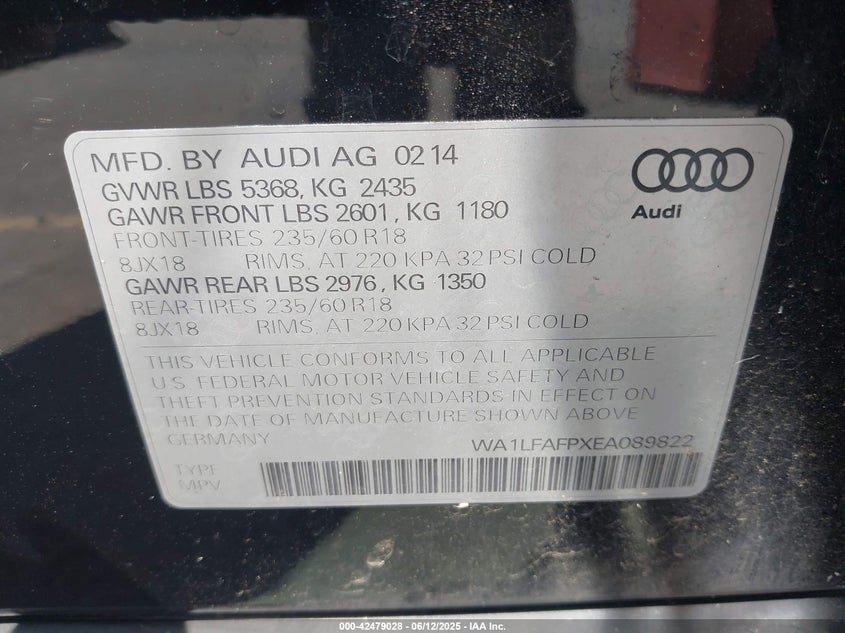 MFD. BY AUDI AG 02 14
GVWR LBS 5368, KG 2435
GAWR FRONT LBS 2601, KG 1180
FRONT-TIRES 235/60 R18
8JX18 RIMS, AT 220 KPA 32 PSI COLD
GAWR REAR LBS 2976, KG 1350
REAR-TIRES 235/60 R18
8JX18 RIMS, AT 220 KPA 32 PSI COLD
Audi
THIS VEHICLE CONFORMS TO ALL APPLICABLE
U.S. FEDERAL MOTOR VEHICLE SAFETY AND
THEFT PREVENTION STANDARDS IN EFFECT ON
THE DATE OF MANUFACTURE SHOWN ABOVE
GERMANY WA1LFAFPXEA089822
TYPE
MPV
000-42479028 - 06/12/2025 - IAA Inc.